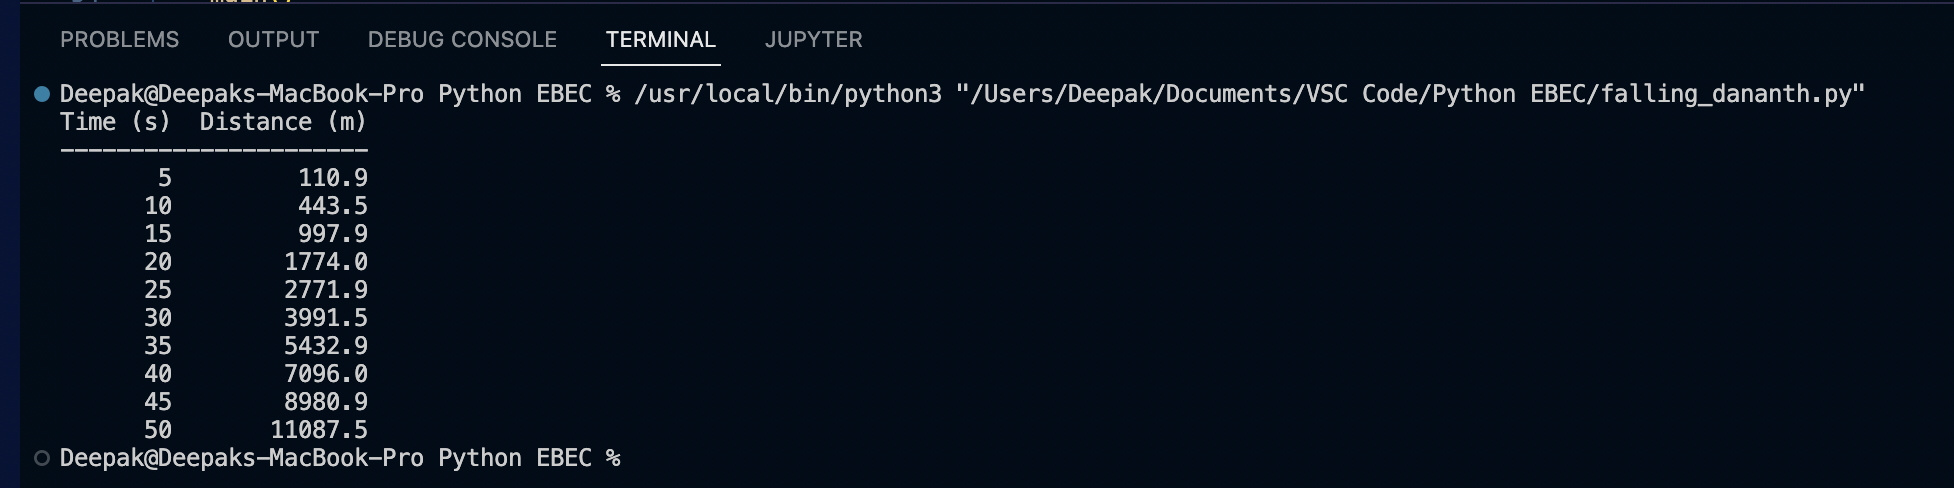 PROBLEMS OUTPUT DEBUG CONSOLE TERMINAL JUPYTER
Deepak@Deepaks-MacBook-Pro Python EBEC % /usr/local/bin/python3 "/Users/Deepak/Documents/VSC Code/Python EBEC/falling_dananth.py"
Time (s)  Distance (m)
----------------------
5 110.9
10 443.5
15 997.9
20 1774.0
25 2771.9
30 3991.5
35 5432.9
40 7096.0
45 8980.9
50 11087.5
Deepak@Deepaks-MacBook-Pro Python EBEC %